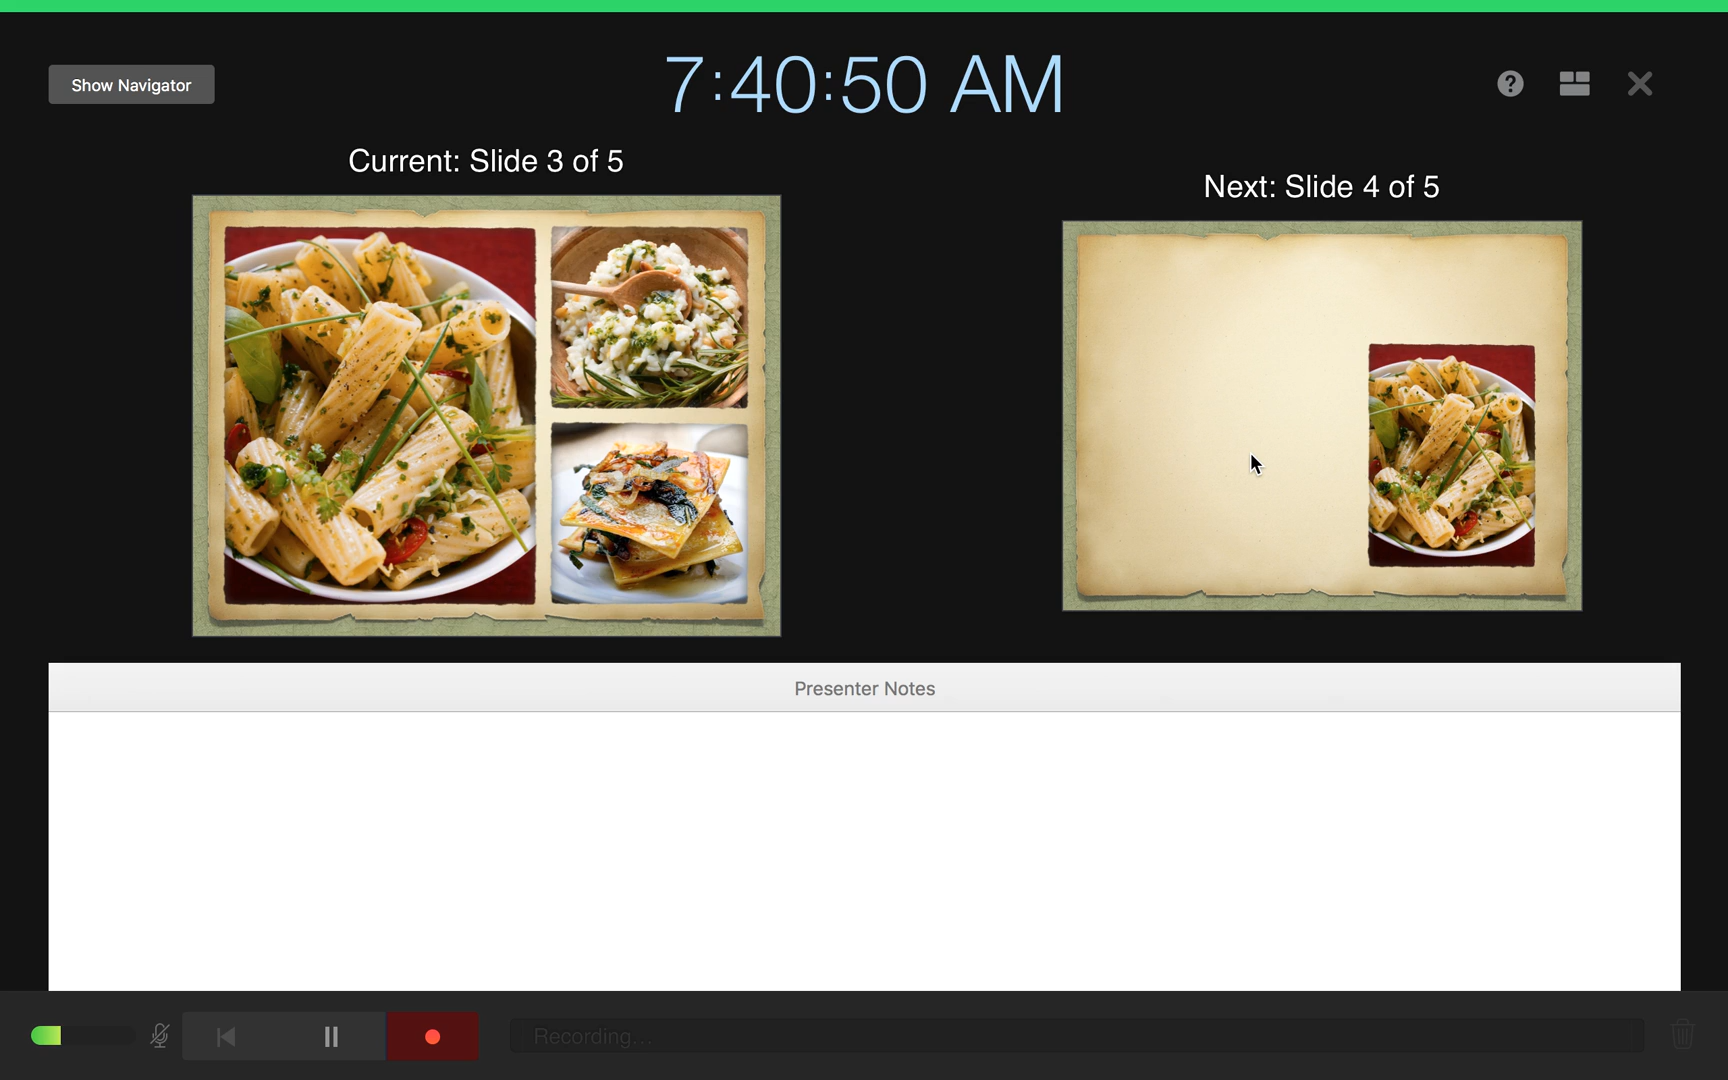 Show Navigator
7:40:50 AM
?
Current: Slide 3 of 5
Next: Slide 4 of 5
Presenter Notes
Recording...